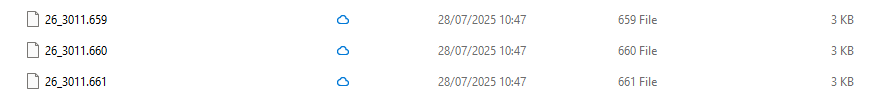 26_3011.659 28/07/2025 10:47 659 File 3 KB
26_3011.660 28/07/2025 10:47 660 File 3 KB
26_3011.661 28/07/2025 10:47 661 File 3 KB